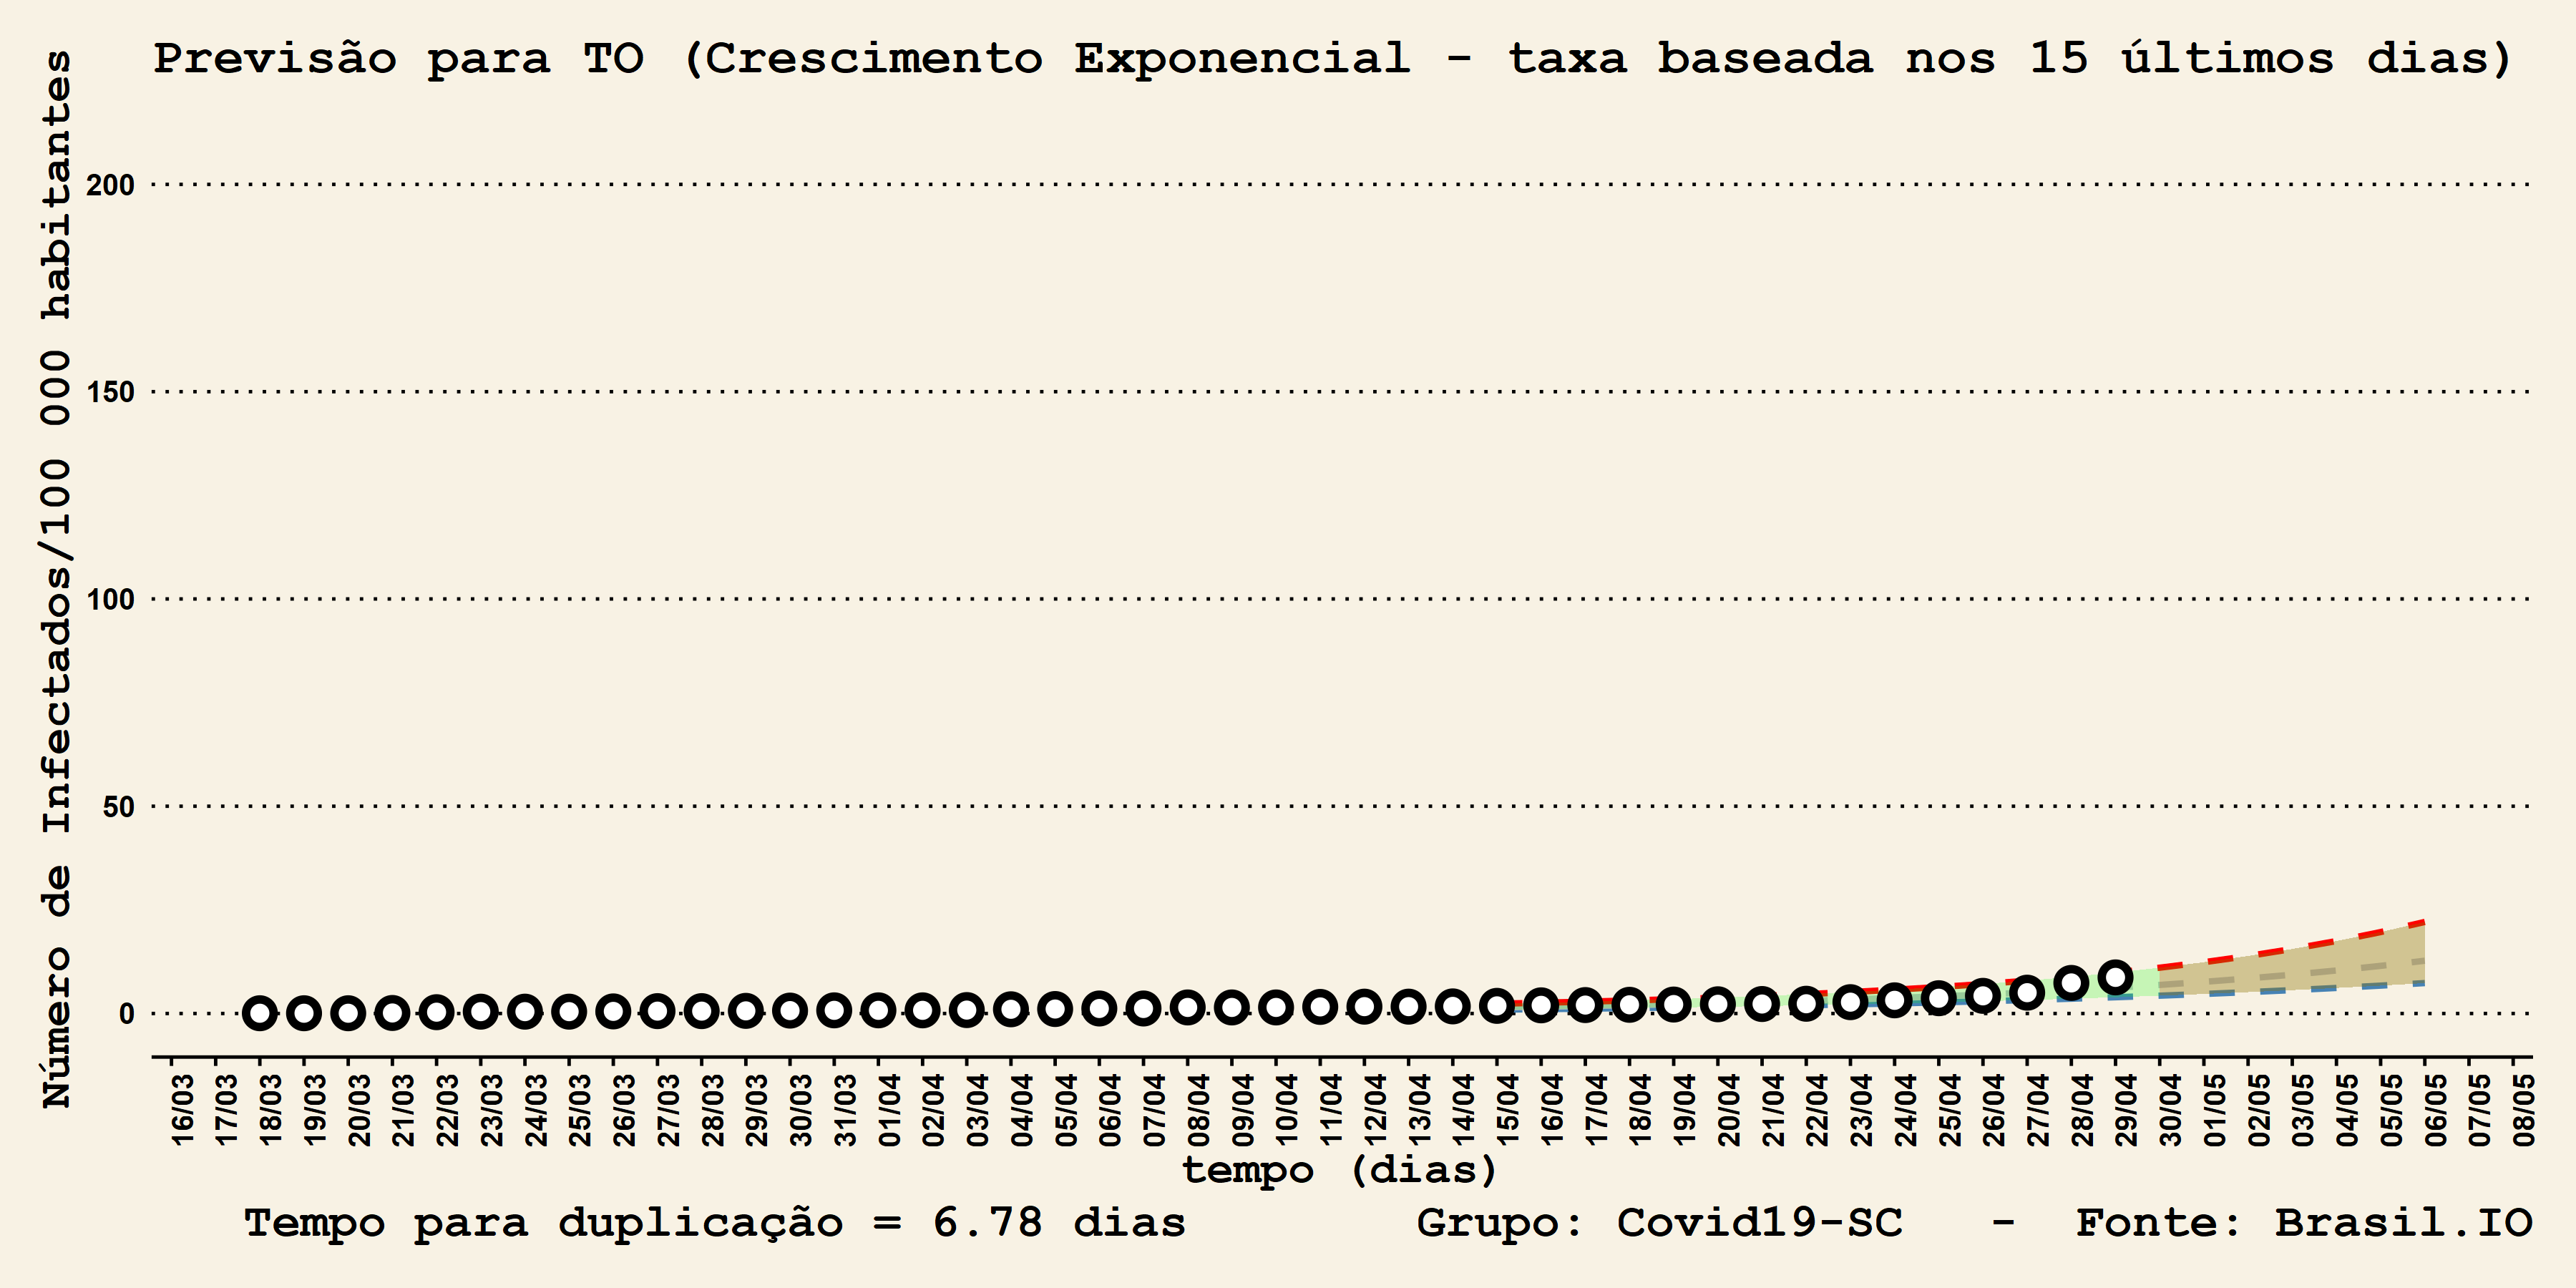 Previsão para TO (Crescimento Exponencial - taxa baseada nos 15 últimos dias)
Número de Infectados/100 000 habitantes
200
150
100
50
0
16/03 17/03 18/03 19/03 20/03 21/03 22/03 23/03 24/03 25/03 26/03 27/03 28/03 29/03 30/03 31/03 01/04 02/04 03/04 04/04 05/04 06/04 07/04 08/04 09/04 10/04 11/04 12/04 13/04 14/04 15/04 16/04 17/04 18/04 19/04 20/04 21/04 22/04 23/04 24/04 25/04 26/04 27/04 28/04 29/04 30/04 01/05 02/05 03/05 04/05 05/05 06/05 07/05 08/05
tempo (dias)
Tempo para duplicação = 6.78 dias Grupo: Covid19-SC - Fonte: Brasil.IO